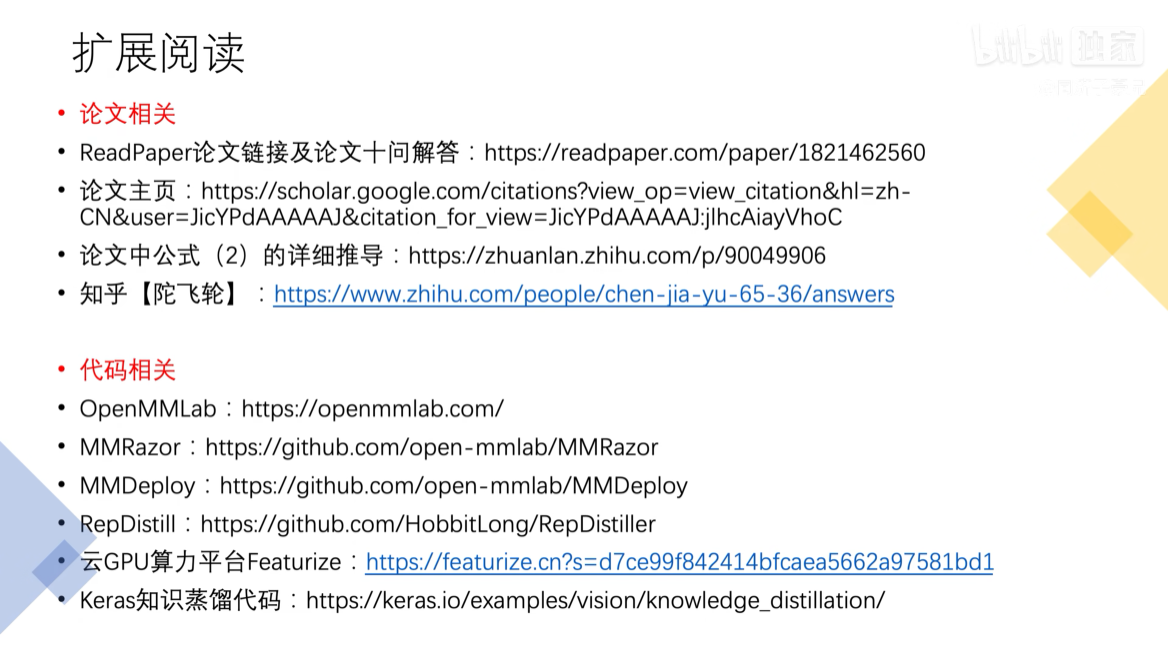 扩展阅读
bilibili 独家
• 论文相关
• ReadPaper论文链接及论文十问解答：https://readpaper.com/paper/1821462560
• 论文主页：https://scholar.google.com/citations?view_op=view_citation&hl=zh-
CN&user=JicYPdAAAAAJ&citation_for_view=JicYPdAAAAAJ:jlhcAiayVhoC
• 论文中公式（2）的详细推导：https://zhuanlan.zhihu.com/p/90049906
• 知乎【陀飞轮】：https://www.zhihu.com/people/chen-jia-yu-65-36/answers
• 代码相关
• OpenMMLab：https://openmmlab.com/
• MMRazor：https://github.com/open-mmlab/MMRazor
• MMDeploy：https://github.com/open-mmlab/MMDeploy
• RepDistill：https://github.com/HobbitLong/RepDistiller
• 云GPU算力平台Featurize：https://featurize.cn?s=d7ce99f842414bfcaea5662a97581bd1
• Keras知识蒸馏代码：https://keras.io/examples/vision/knowledge_distillation/